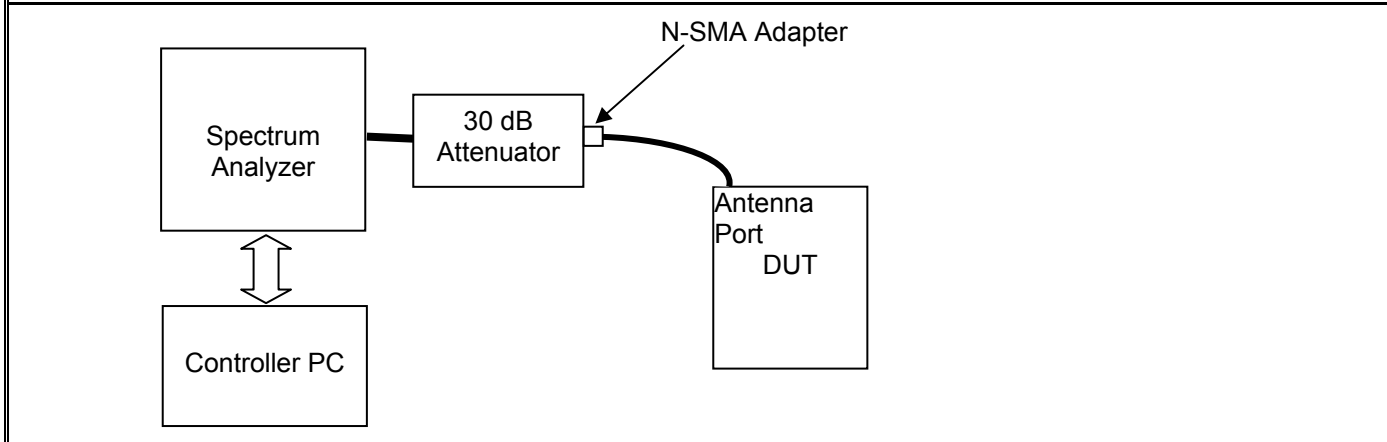 N-SMA Adapter
Spectrum
Analyzer
30 dB
Attenuator
Antenna
Port
DUT
Controller PC